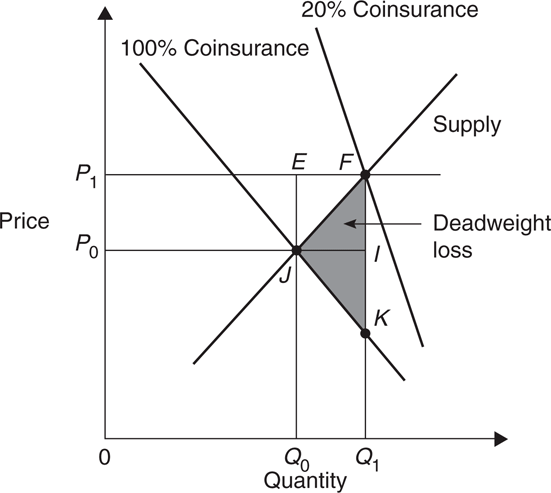 20% Coinsurance
100% Coinsurance
Supply
P1
E
F
Price
Deadweight
loss
P0
I
J
K
0
Q0
Q1
Quantity